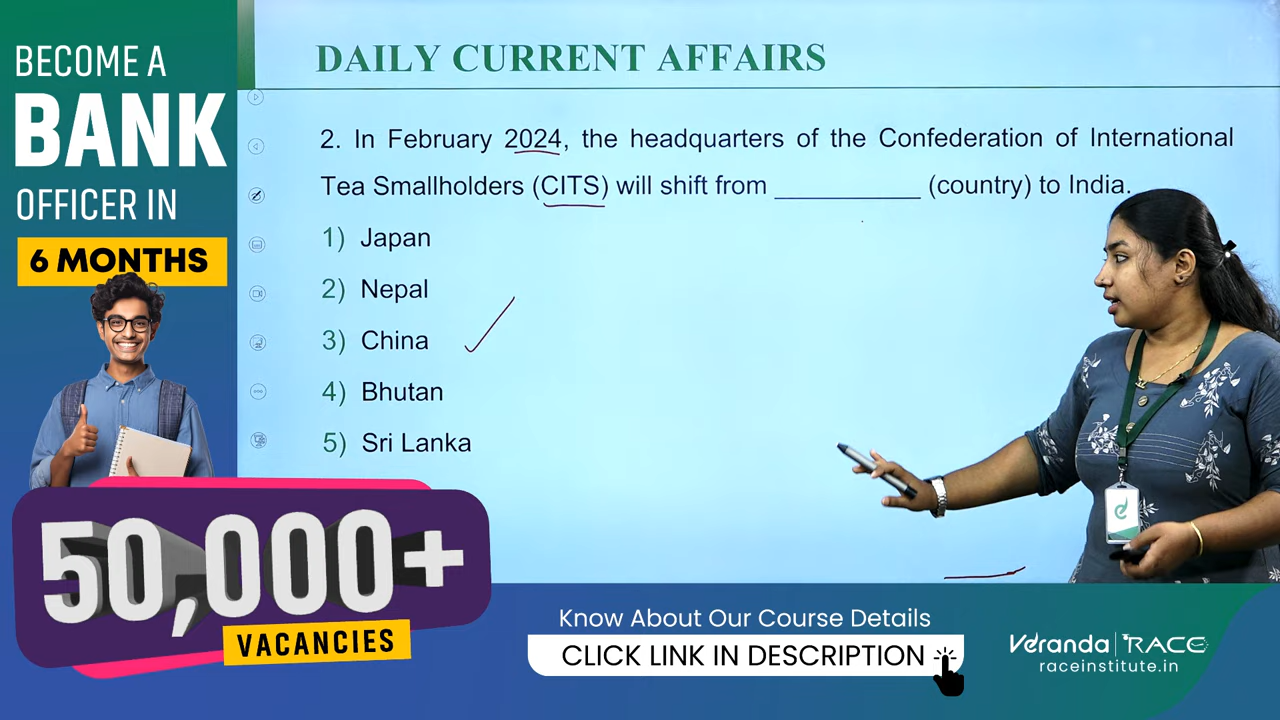 BECOME A
BANK
OFFICER IN
6 MONTHS
DAILY CURRENT AFFAIRS
2. In February 2024, the headquarters of the Confederation of International
Tea Smallholders (CITS) will shift from ___________ (country) to India.
1) Japan
2) Nepal
3) China
4) Bhutan
5) Sri Lanka
50,000+
VACANCIES
Know About Our Course Details
CLICK LINK IN DESCRIPTION
Veranda | RACE
raceinstitute.in